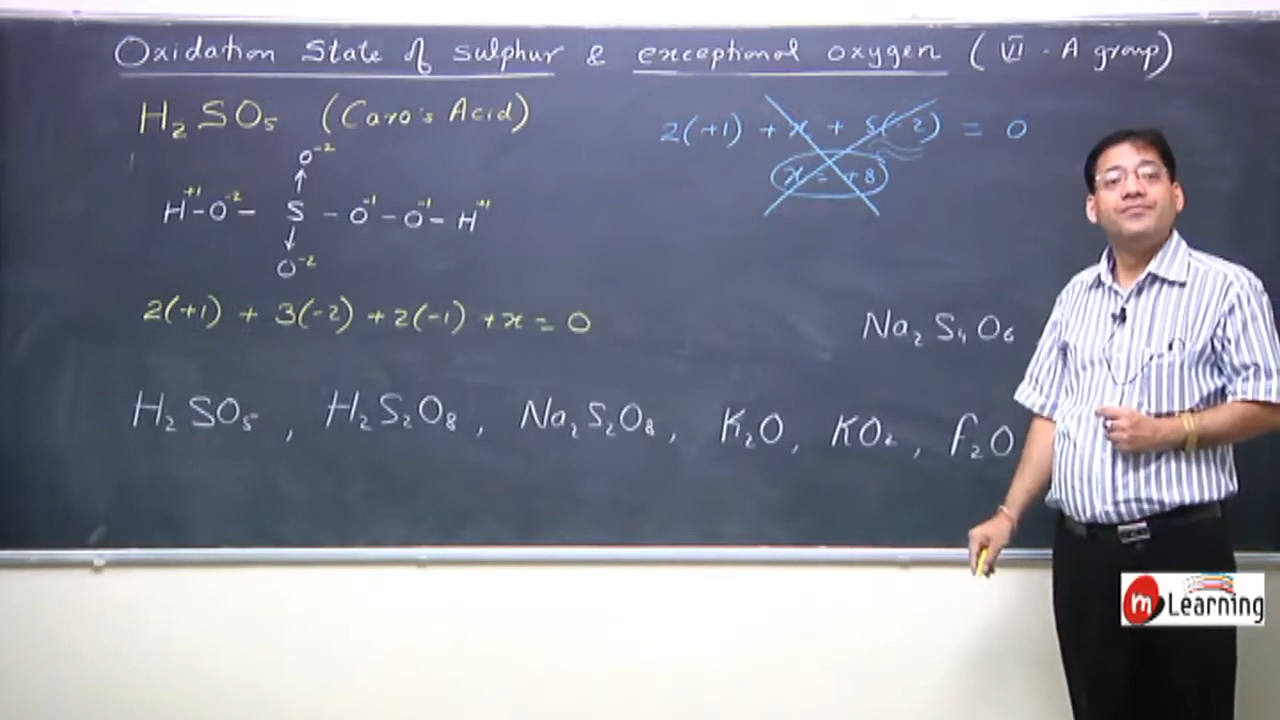 Oxidation State of sulphur & exceptional oxygen (VI - A group)
H₂SO₅ (Caro's Acid)
2(+1) + x + 5(-2) = 0
x = +8
O⁻²
↑
H⁺¹-O⁻²- S - O⁻¹-O⁻¹- H⁺¹
↓
O⁻²
2(+1) + 3(-2) + 2(-1) + x = 0
Na₂S₄O₆
H₂SO₅, H₂S₂O₈, Na₂S₂O₈, K₂O, KO₂, F₂O
m Learning